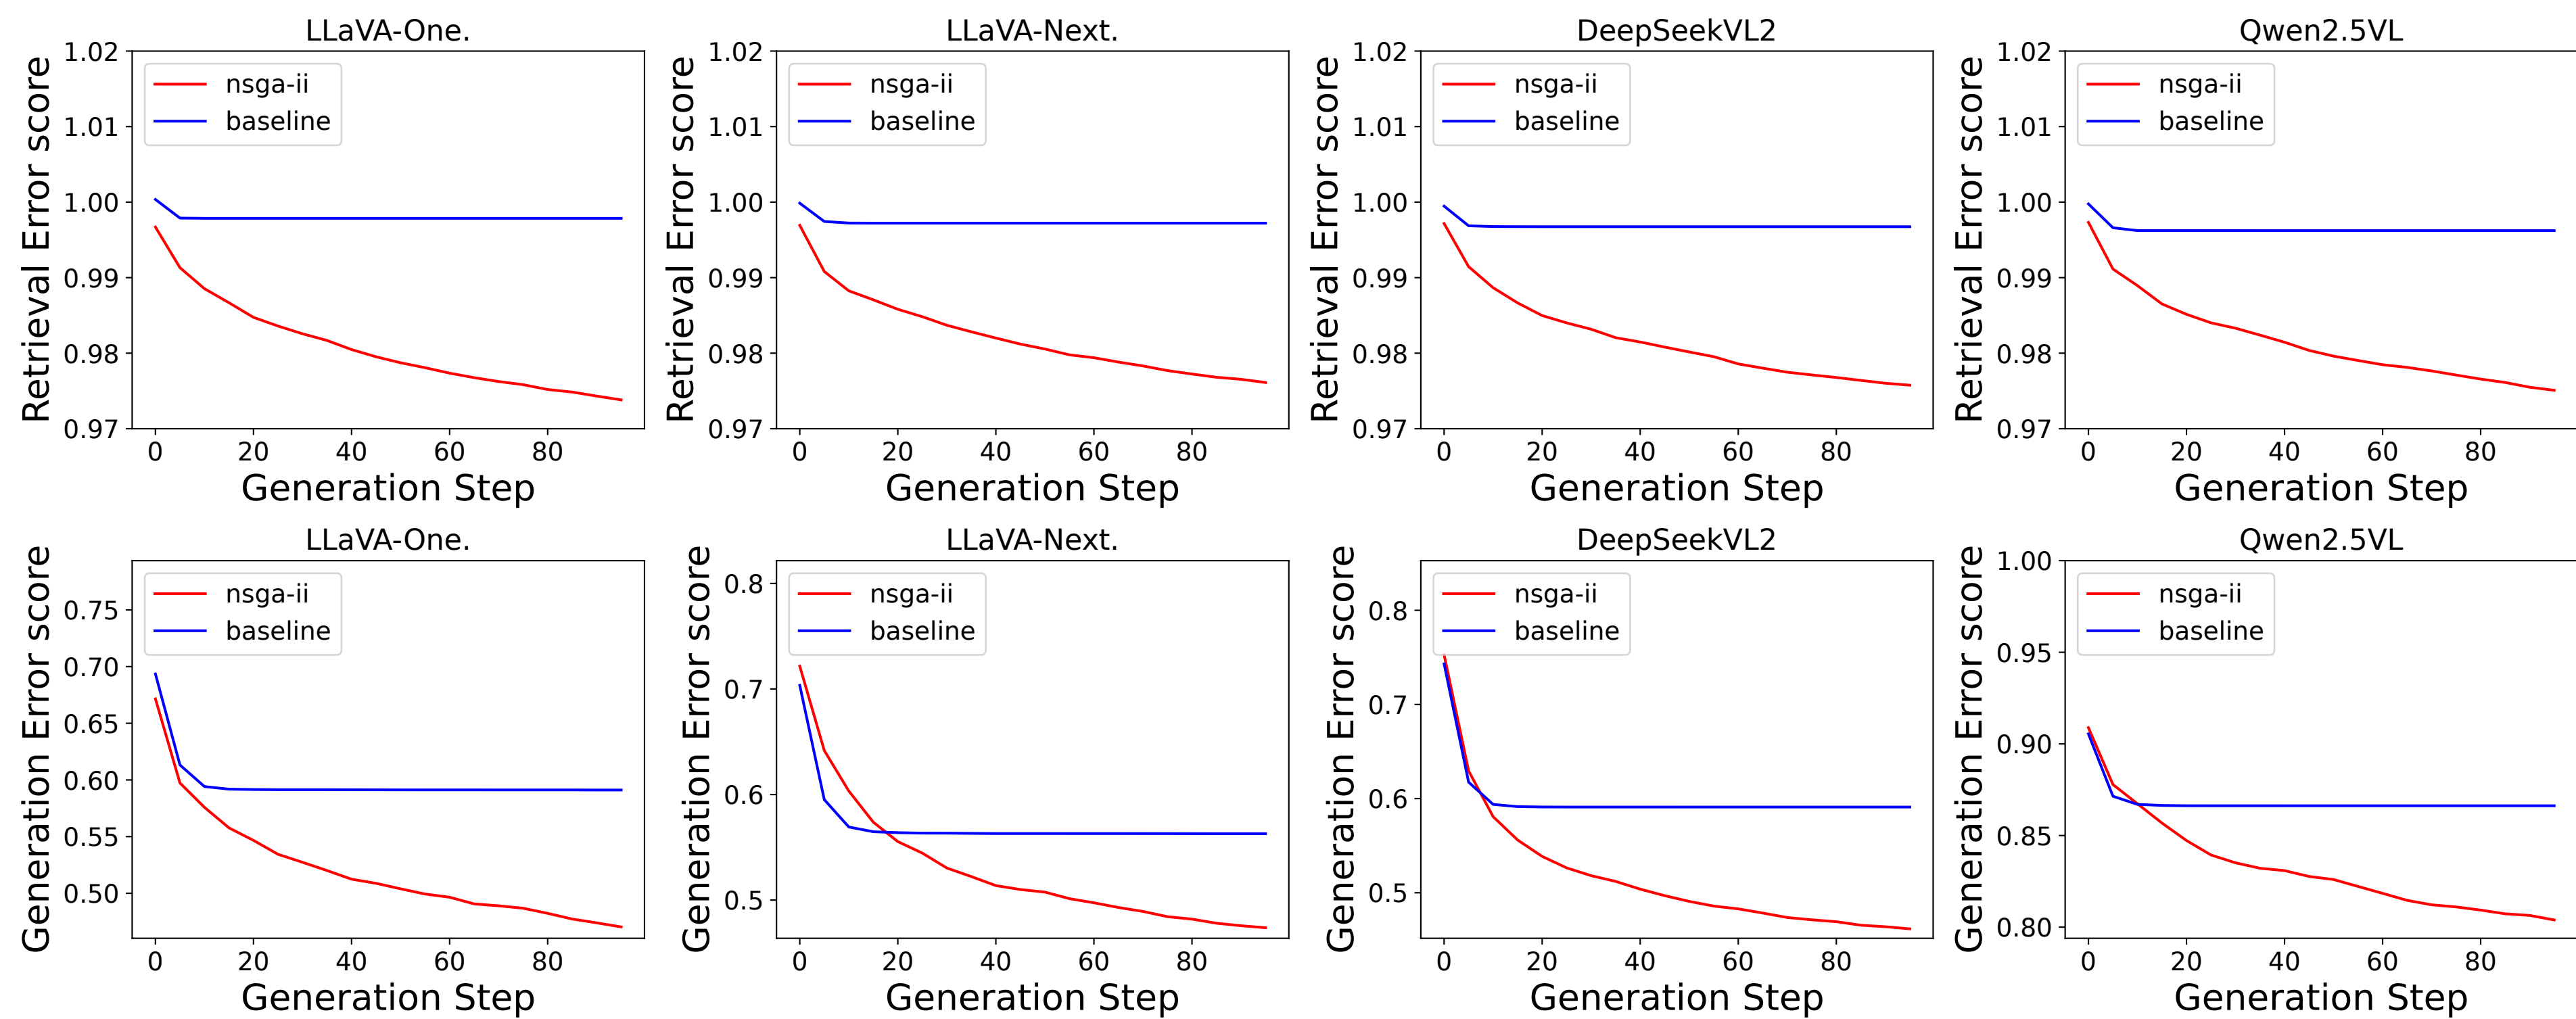 LLaVA-One.
Retrieval Error score
1.02
1.01
1.00
0.99
0.98
0.97
nsga-ii
baseline
0 20 40 60 80
Generation Step
LLaVA-Next.
Retrieval Error score
1.02
1.01
1.00
0.99
0.98
0.97
nsga-ii
baseline
0 20 40 60 80
Generation Step
DeepSeekVL2
Retrieval Error score
1.02
1.01
1.00
0.99
0.98
0.97
nsga-ii
baseline
0 20 40 60 80
Generation Step
Qwen2.5VL
Retrieval Error score
1.02
1.01
1.00
0.99
0.98
0.97
nsga-ii
baseline
0 20 40 60 80
Generation Step
LLaVA-One.
Generation Error score
0.75
0.70
0.65
0.60
0.55
0.50
nsga-ii
baseline
0 20 40 60 80
Generation Step
LLaVA-Next.
Generation Error score
0.8
0.7
0.6
0.5
nsga-ii
baseline
0 20 40 60 80
Generation Step
DeepSeekVL2
Generation Error score
0.8
0.7
0.6
0.5
nsga-ii
baseline
0 20 40 60 80
Generation Step
Qwen2.5VL
Generation Error score
1.00
0.95
0.90
0.85
0.80
nsga-ii
baseline
0 20 40 60 80
Generation Step